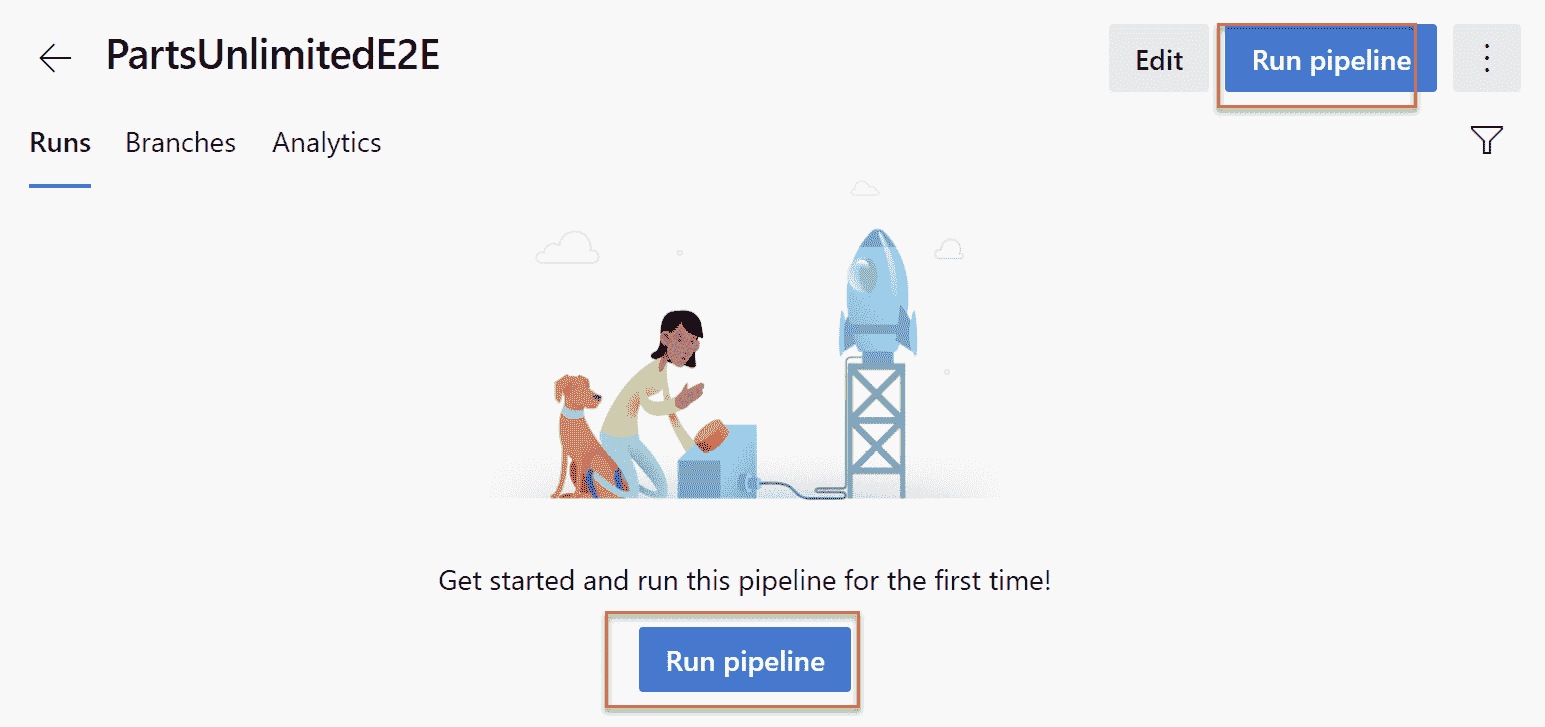 PartsUnlimitedE2E
Edit
Run pipeline
Runs
Branches
Analytics
Get started and run this pipeline for the first time!
Run pipeline